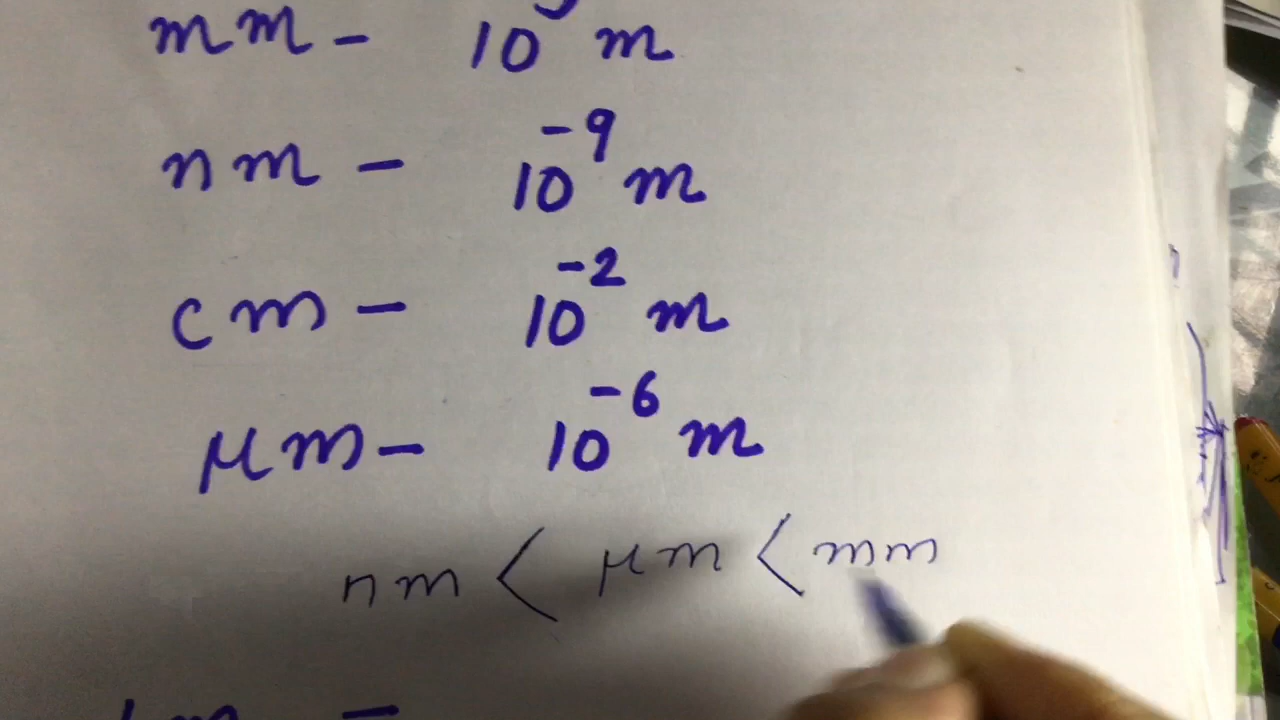 mm - 10 m
nm - 10⁻⁹ m
cm - 10⁻² m
μm - 10⁻⁶ m
nm < μm < mm